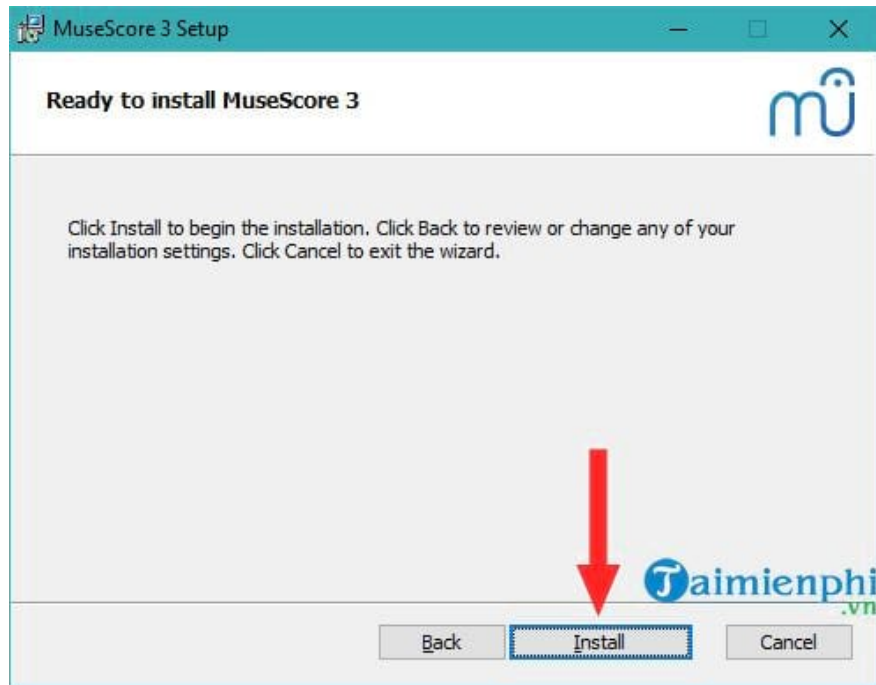 MuseScore 3 Setup
Ready to install MuseScore 3
mu
Click Install to begin the installation. Click Back to review or change any of your
installation settings. Click Cancel to exit the wizard.
Taimienphi
.vn
Back
Install
Cancel